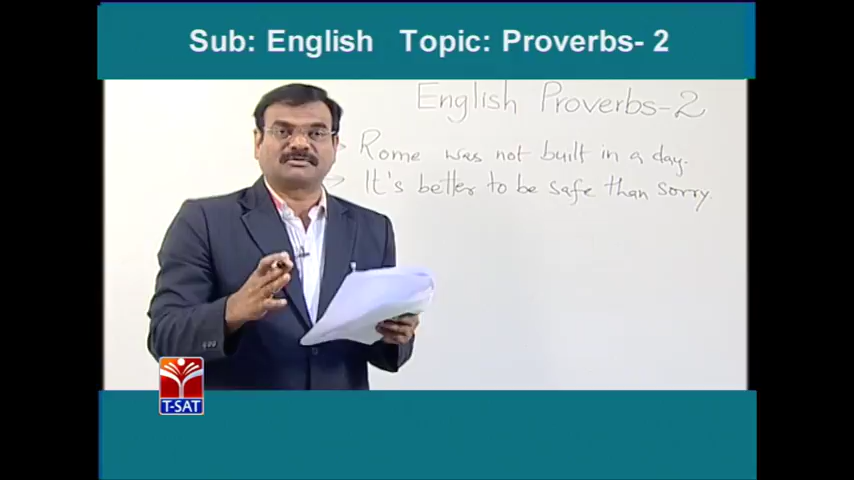 Sub: English Topic: Proverbs- 2
English Proverbs-2
Rome was not built in a day.
It's better to be safe than sorry.
T-SAT